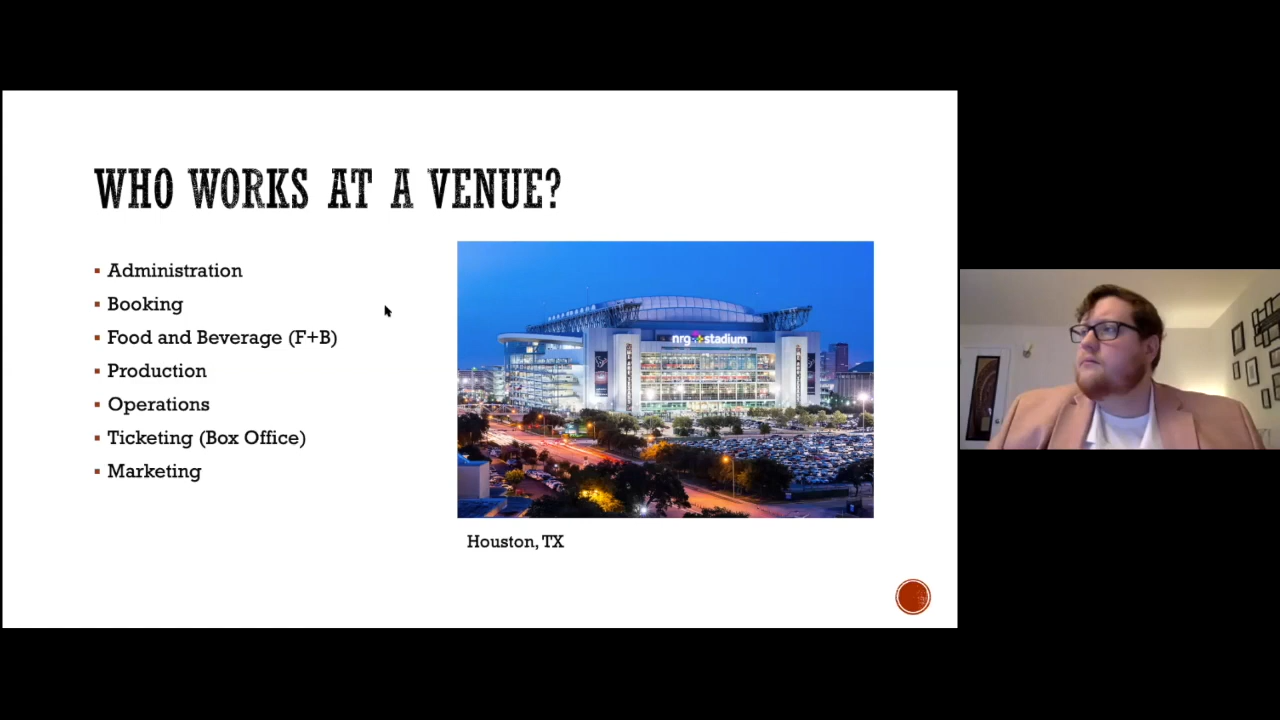 WHO WORKS AT A VENUE?
Administration
Booking
Food and Beverage (F+B)
Production
Operations
Ticketing (Box Office)
Marketing
nrg stadium
Houston, TX